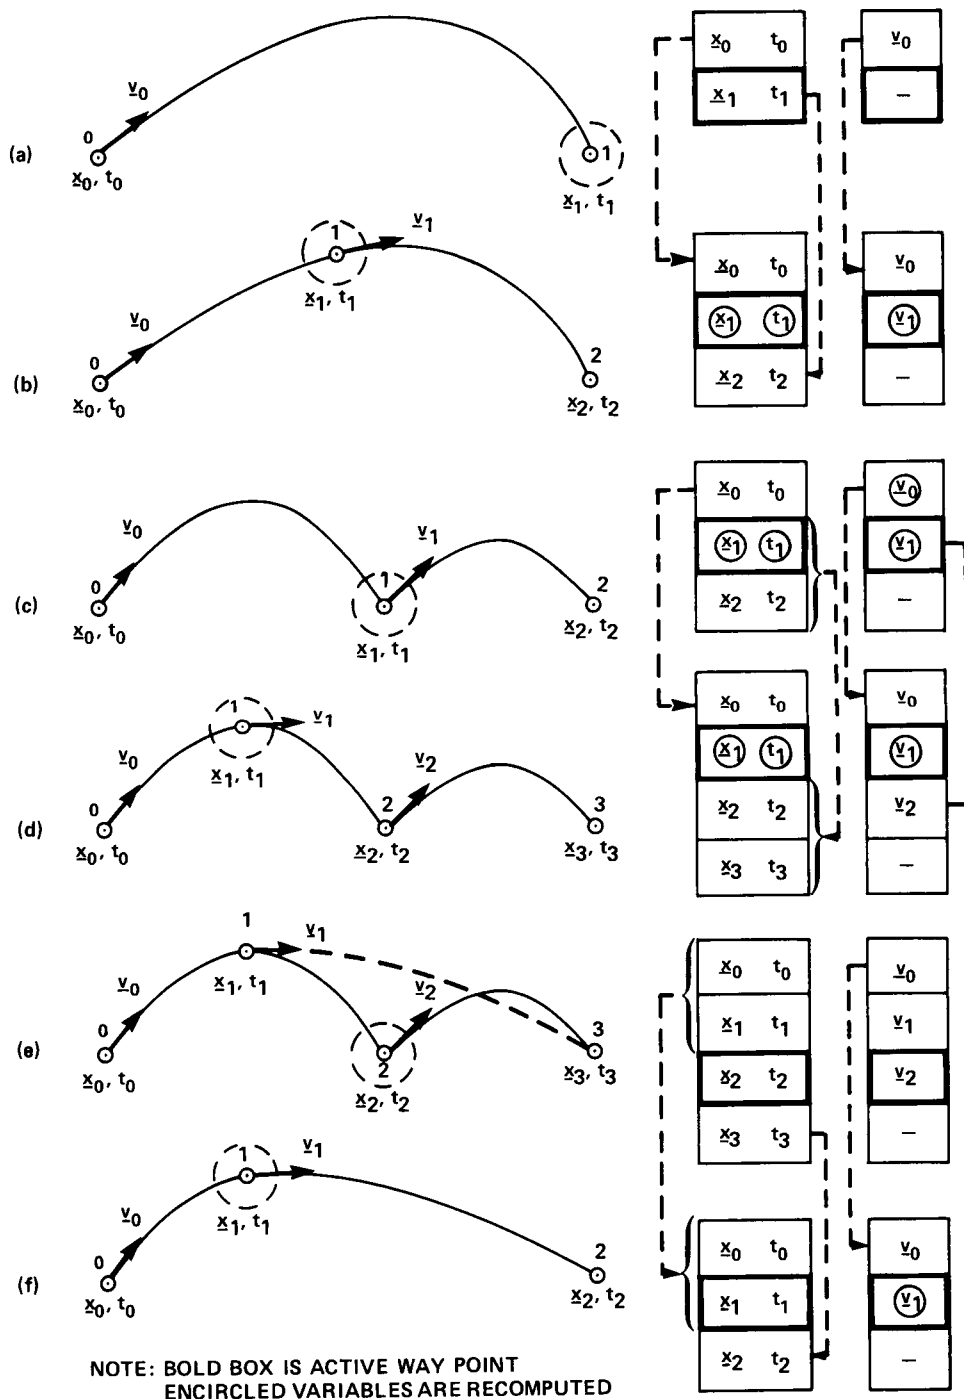 v0
0
(a)
x0, t0
1
x1, t1
x0 t0
x1 t1
v0
–
1
v1
x1, t1
v0
0
(b)
x0, t0
2
x2, t2
x0 t0
x1 t1
x2 t2
v0
v1
–
v0
0
(c)
x0, t0
v1
1
x1, t1
2
x2, t2
x0 t0
x1 t1
x2 t2
v0
v1
–
1
v1
x1, t1
v0
0
(d)
x0, t0
v2
2
x2, t2
3
x3, t3
x0 t0
x1 t1
x2 t2
x3 t3
v0
v1
v2
–
1
v1
x1, t1
v0
0
(e)
x0, t0
v2
2
x2, t2
3
x3, t3
x0 t0
x1 t1
x2 t2
x3 t3
v0
v1
v2
–
1
v1
x1, t1
v0
0
(f)
x0, t0
2
x2, t2
x0 t0
x1 t1
x2 t2
v0
v1
–
NOTE: BOLD BOX IS ACTIVE WAY POINT
ENCIRCLED VARIABLES ARE RECOMPUTED